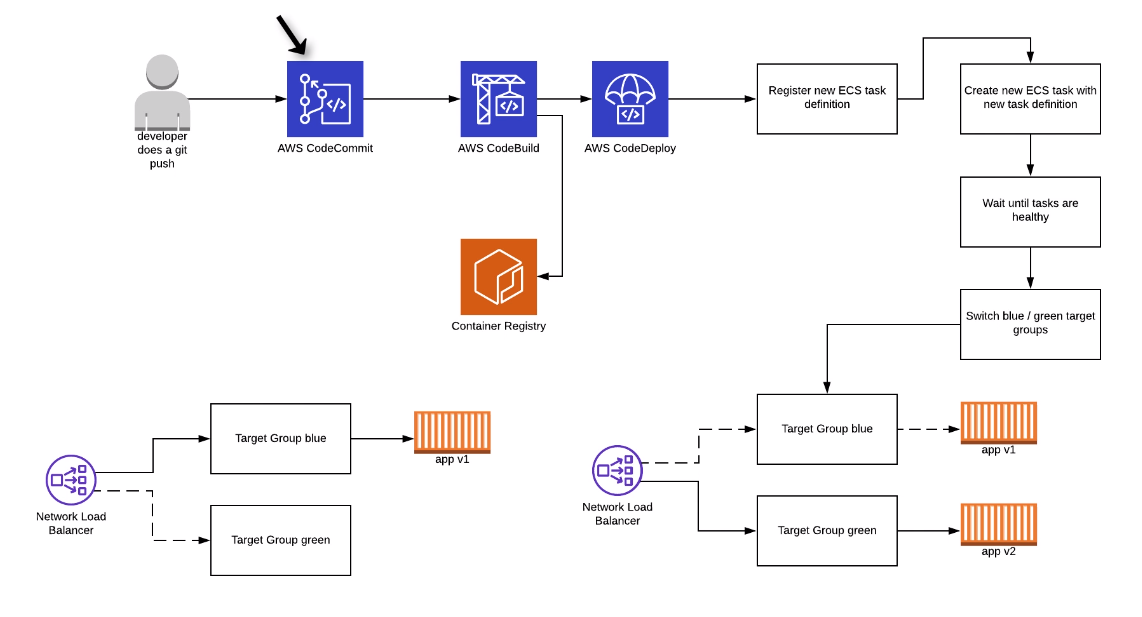 developer
does a git
push
AWS CodeCommit
AWS CodeBuild
AWS CodeDeploy
Register new ECS task
definition
Create new ECS task with
new task definition
Wait until tasks are
healthy
Container Registry
Switch blue / green target
groups
Network Load
Balancer
Target Group blue
app v1
Target Group green
Network Load
Balancer
Target Group blue
app v1
Target Group green
app v2